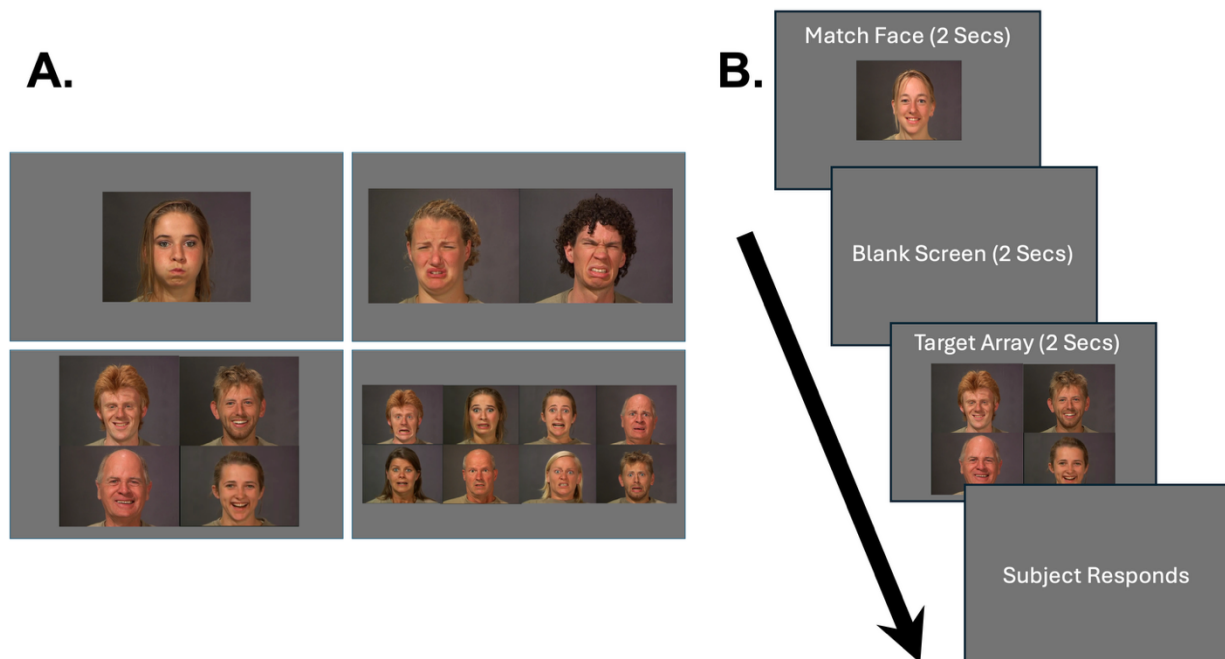 A.
B.
Match Face (2 Secs)
Blank Screen (2 Secs)
Target Array (2 Secs)
Subject Responds